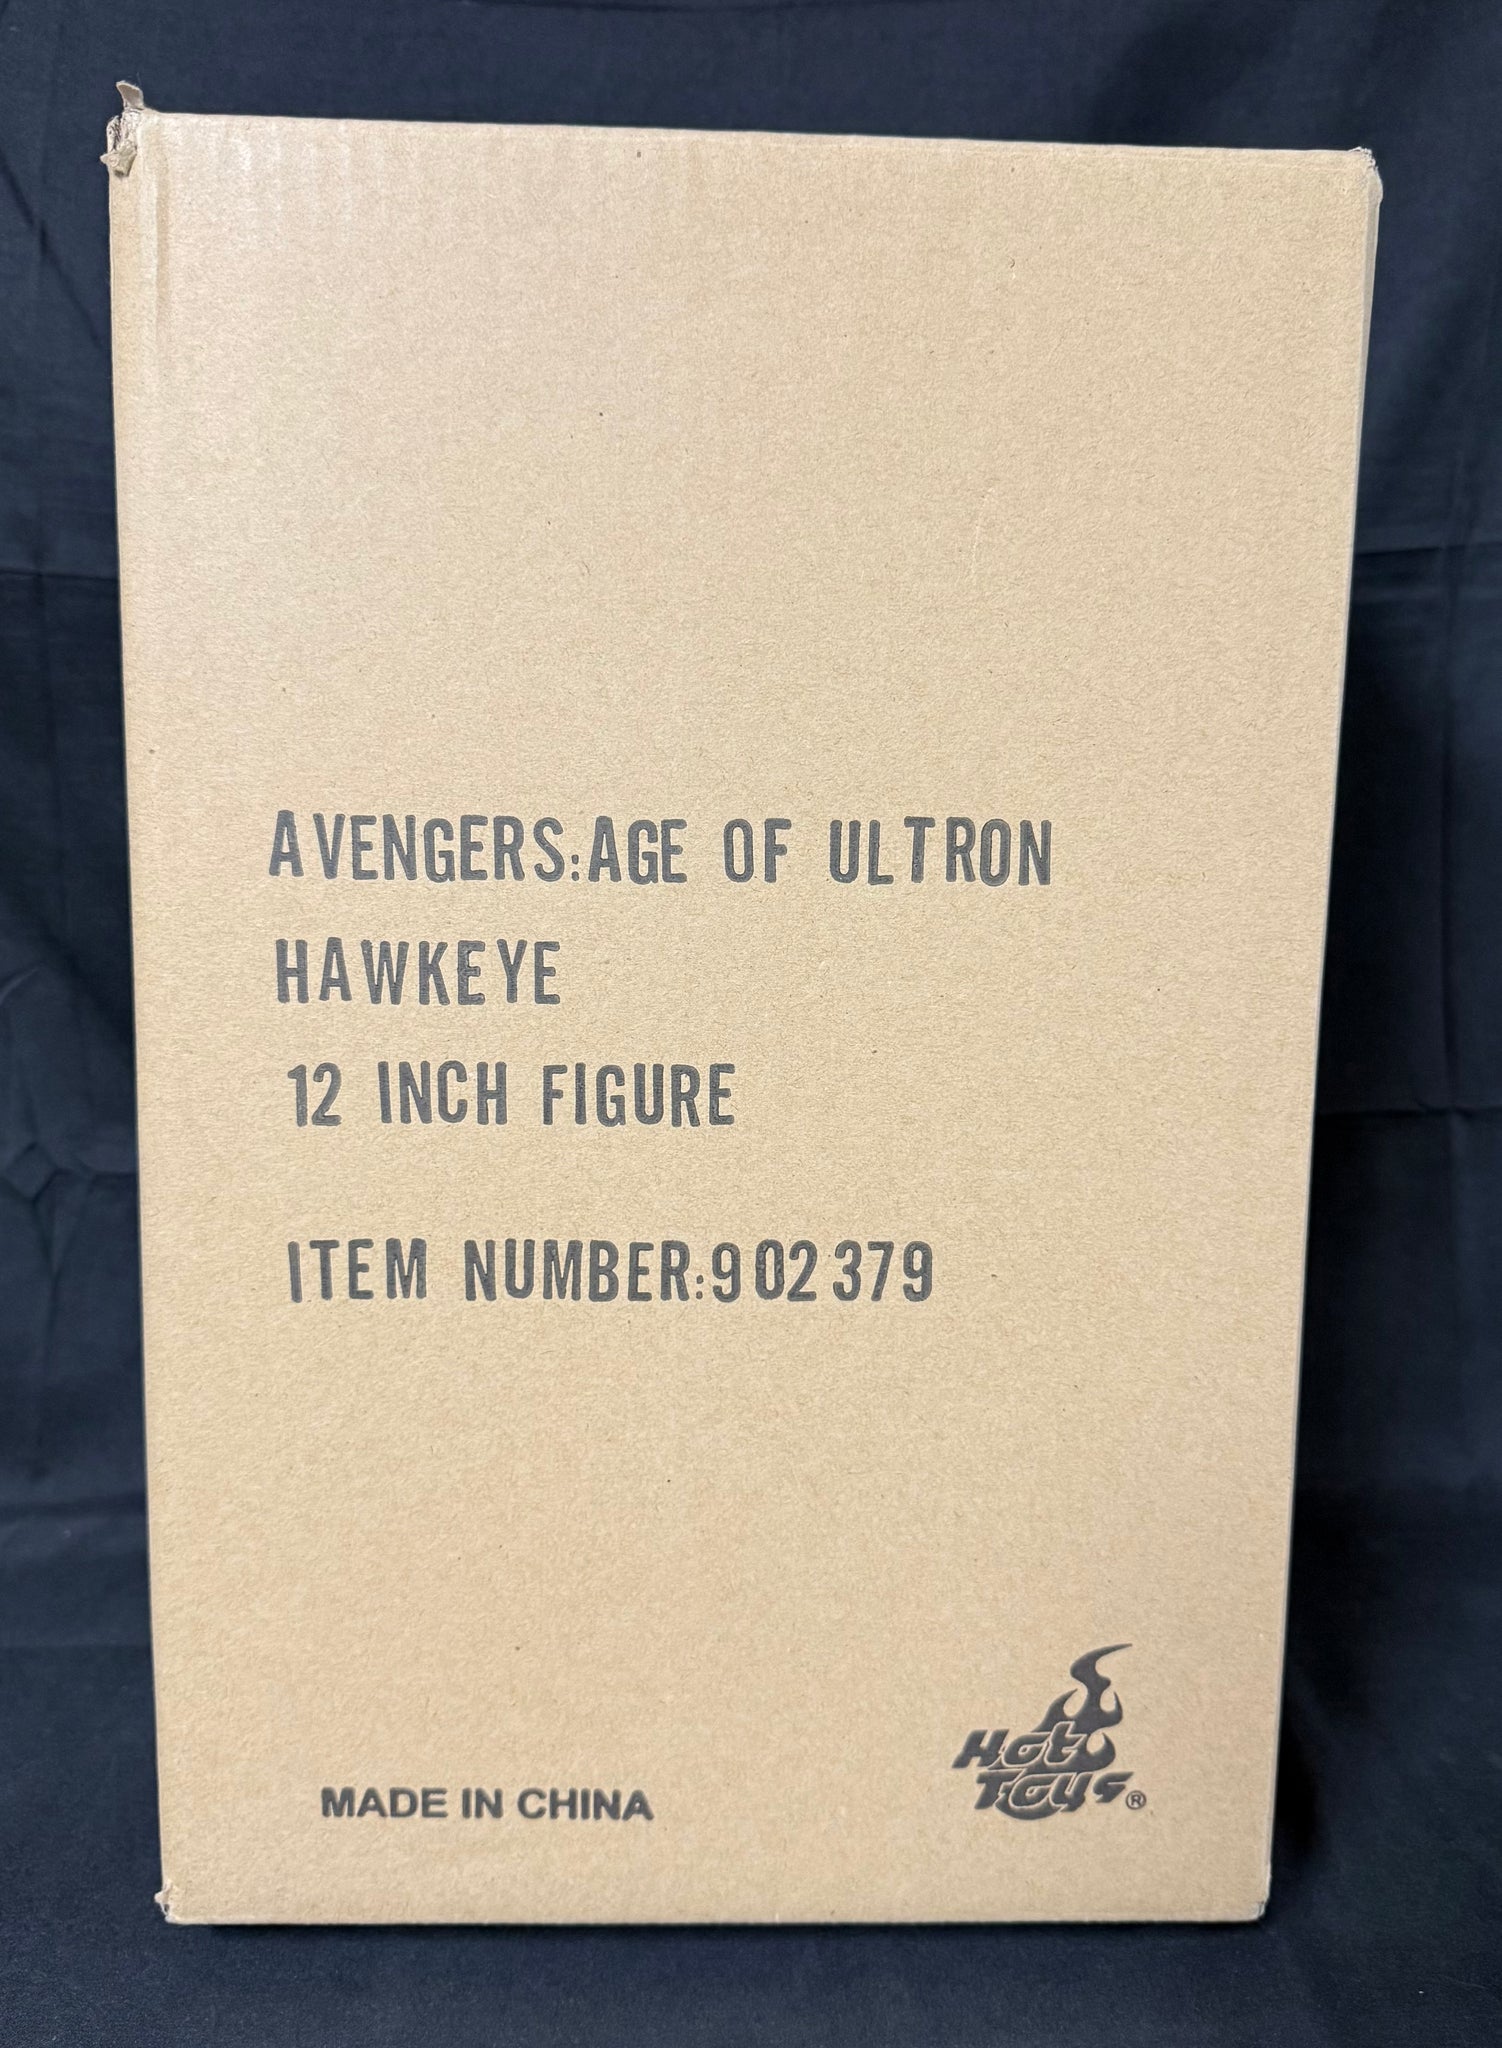 AVENGERS:AGE OF ULTRON
HAWKEYE
12 INCH FIGURE
ITEM NUMBER:902379
Hot
Toys®
MADE IN CHINA